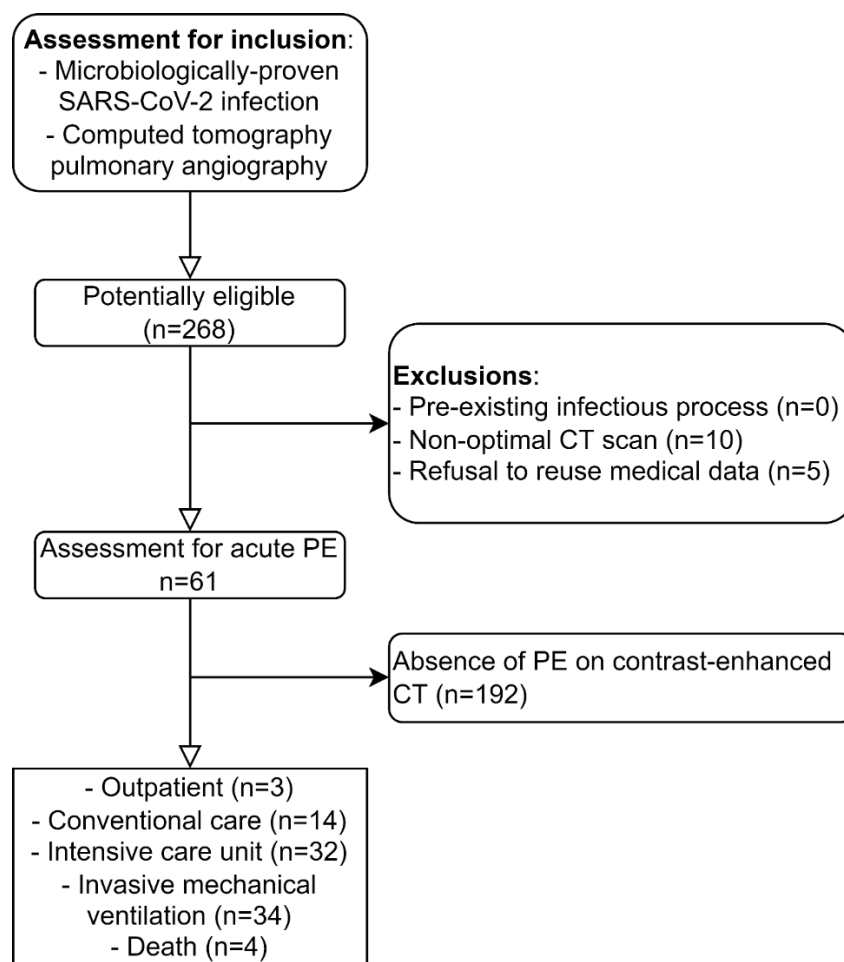 Assessment for inclusion:
- Microbiologically-proven
SARS-CoV-2 infection
- Computed tomography
pulmonary angiography
Potentially eligible
(n=268)
Exclusions:
- Pre-existing infectious process (n=0)
- Non-optimal CT scan (n=10)
- Refusal to reuse medical data (n=5)
Assessment for acute PE
n=61
Absence of PE on contrast-enhanced
CT (n=192)
- Outpatient (n=3)
- Conventional care (n=14)
- Intensive care unit (n=32)
- Invasive mechanical
ventilation (n=34)
- Death (n=4)